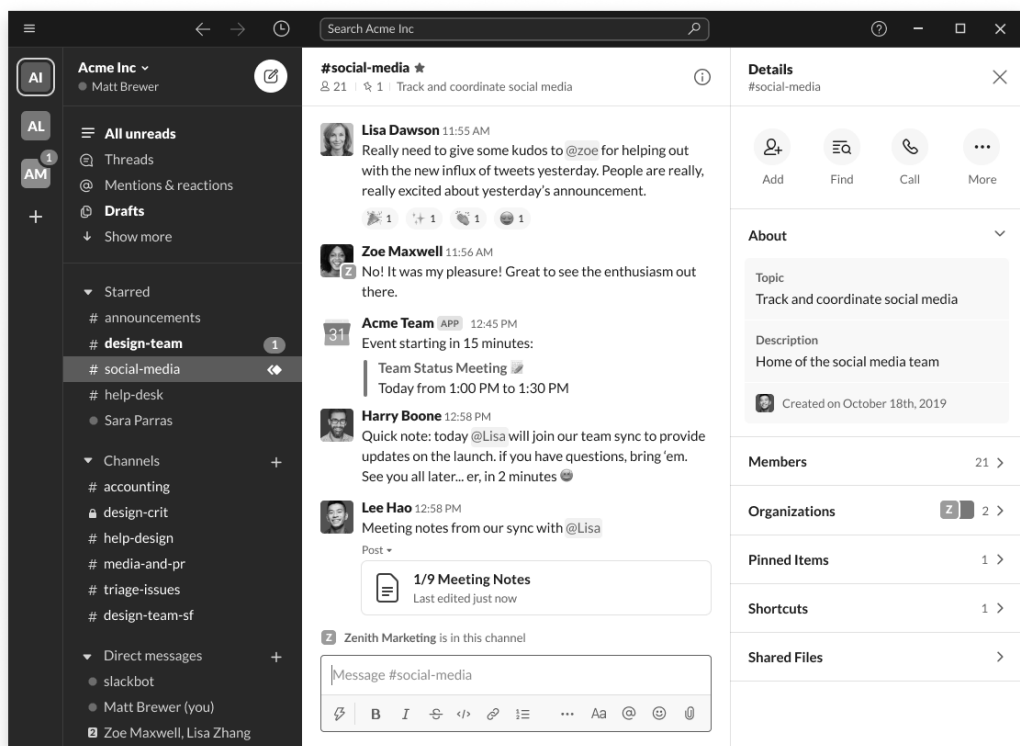 Search Acme Inc
AI
AL
1
AM
Acme Inc
Matt Brewer
All unreads
Threads
Mentions & reactions
Drafts
Show more
Starred
# announcements
# design-team 1
# social-media
# help-desk
Sara Parras
Channels +
# accounting
design-crit
# help-design
# media-and-pr
# triage-issues
# design-team-sf
Direct messages +
slackbot
Matt Brewer (you)
2 Zoe Maxwell, Lisa Zhang
#social-media
21 | 1 | Track and coordinate social media
Lisa Dawson 11:55 AM
Really need to give some kudos to @zoe for helping out
with the new influx of tweets yesterday. People are really,
really excited about yesterday’s announcement.
1 1 1 1
Zoe Maxwell 11:56 AM
Z No! It was my pleasure! Great to see the enthusiasm out
there.
31
Acme Team APP 12:45 PM
Event starting in 15 minutes:
Team Status Meeting
Today from 1:00 PM to 1:30 PM
Harry Boone 12:58 PM
Quick note: today @Lisa will join our team sync to provide
updates on the launch. if you have questions, bring ‘em.
See you all later... er, in 2 minutes
Lee Hao 12:58 PM
Meeting notes from our sync with @Lisa
Post
1/9 Meeting Notes
Last edited just now
Z Zenith Marketing is in this channel
Message #social-media
B I S </> ... Aa @
Details
#social-media
Add Find Call More
About
Topic
Track and coordinate social media
Description
Home of the social media team
Created on October 18th, 2019
Members 21
Organizations Z 2
Pinned Items 1
Shortcuts 1
Shared Files